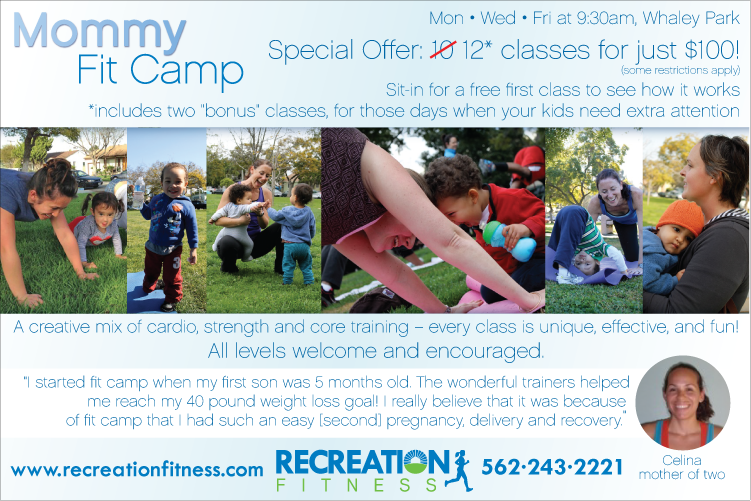 Mommy
Fit Camp
Mon • Wed • Fri at 9:30am, Whaley Park
Special Offer: 10 12* classes for just $100!
(some restrictions apply)
Sit-in for a free first class to see how it works
*includes two "bonus" classes, for those days when your kids need extra attention
A creative mix of cardio, strength and core training – every class is unique, effective, and fun!
All levels welcome and encouraged.
"I started fit camp when my first son was 5 months old. The wonderful trainers helped
me reach my 40 pound weight loss goal! I really believe that it was because
of fit camp that I had such an easy [second] pregnancy, delivery and recovery."
Celina
mother of two
www.recreationfitness.com
RECREATION
FITNESS
562·243·2221